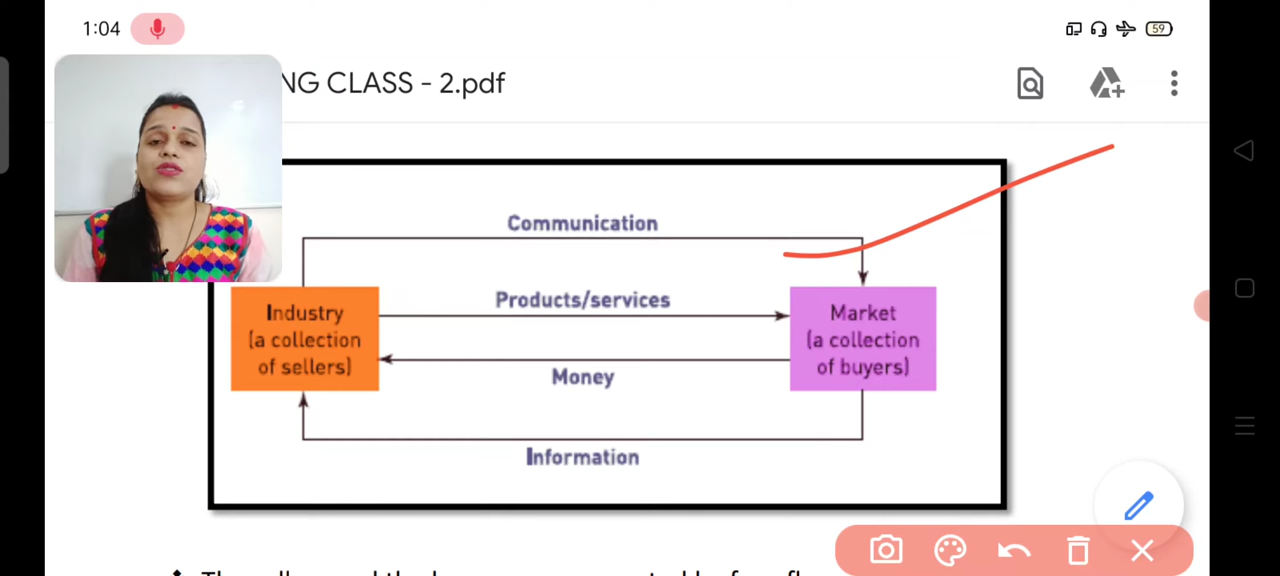 1:04
59
NG CLASS - 2.pdf
Communication
Products/services
Industry
(a collection
of sellers)
Market
(a collection
of buyers)
Money
Information